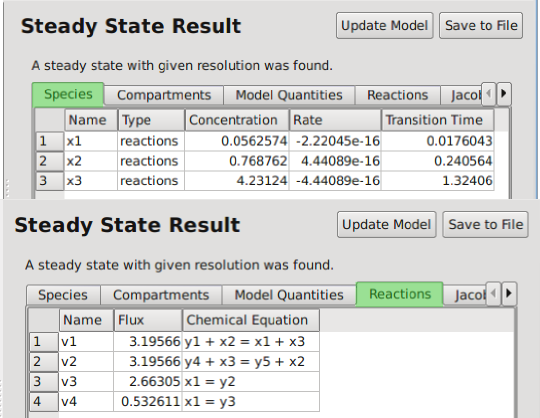 Steady State Result Update Model Save to File
A steady state with given resolution was found.
Species Compartments Model Quantities Reactions Jacol
Name Type Concentration Rate Transition Time
1 x1 reactions 0.0562574 -2.22045e-16 0.0176043
2 x2 reactions 0.768762 4.44089e-16 0.240564
3 x3 reactions 4.23124 -4.44089e-16 1.32406
Steady State Result Update Model Save to File
A steady state with given resolution was found.
Species Compartments Model Quantities Reactions Jacol
Name Flux Chemical Equation
1 v1 3.19566 y1 + x2 = x1 + x3
2 v2 3.19566 y4 + x3 = y5 + x2
3 v3 2.66305 x1 = y2
4 v4 0.532611 x1 = y3